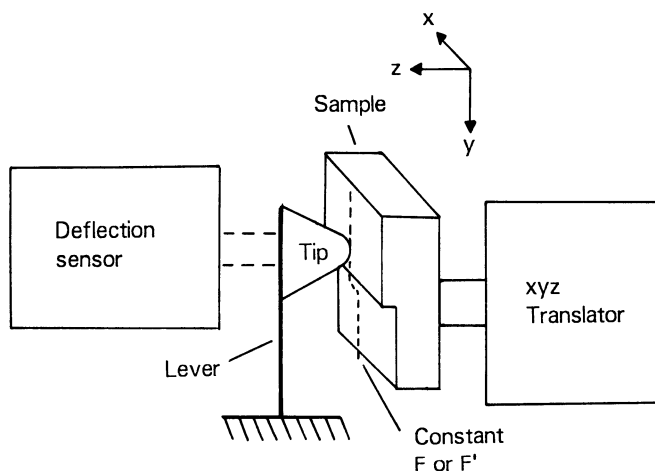 x
z
y
Sample
Deflection
sensor
Tip
xyz
Translator
Lever
Constant
F or F'